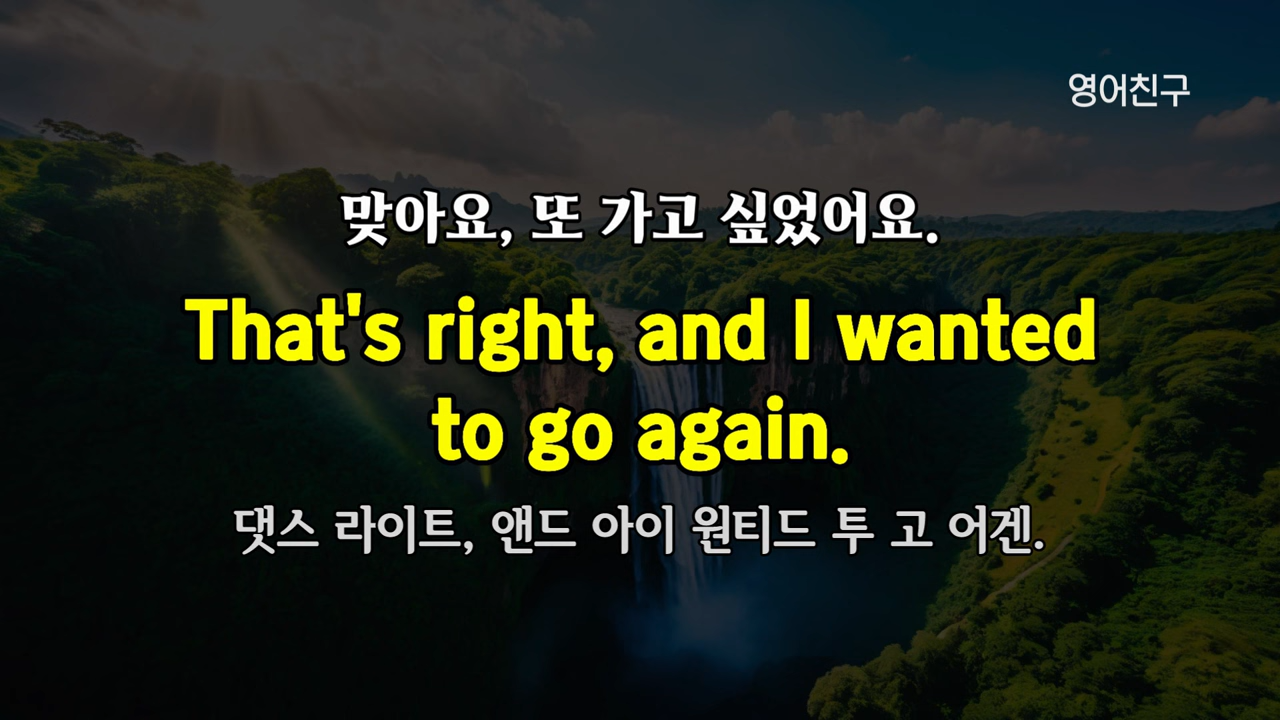 영어친구
맞아요, 또 가고 싶었어요.
That's right, and I wanted
to go again.
댓스 라이트, 앤드 아이 원티드 투 고 어겐.